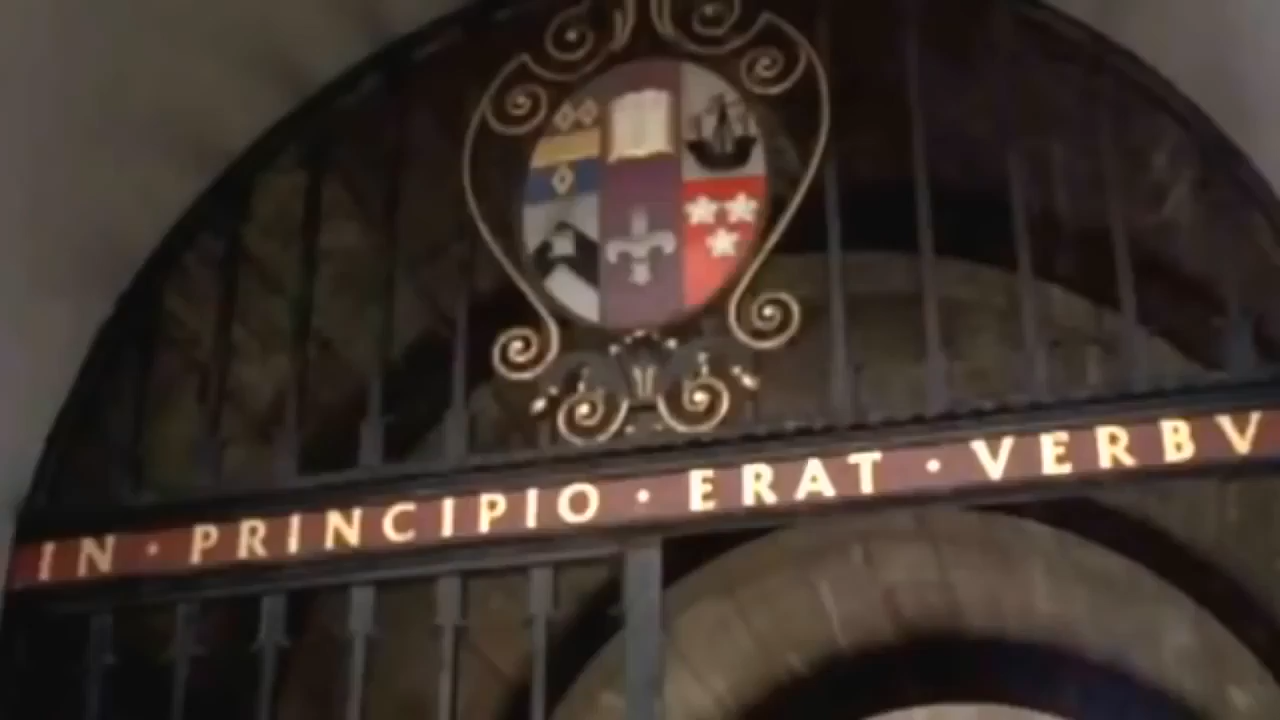 IN · PRINCIPIO · ERAT · VERBV